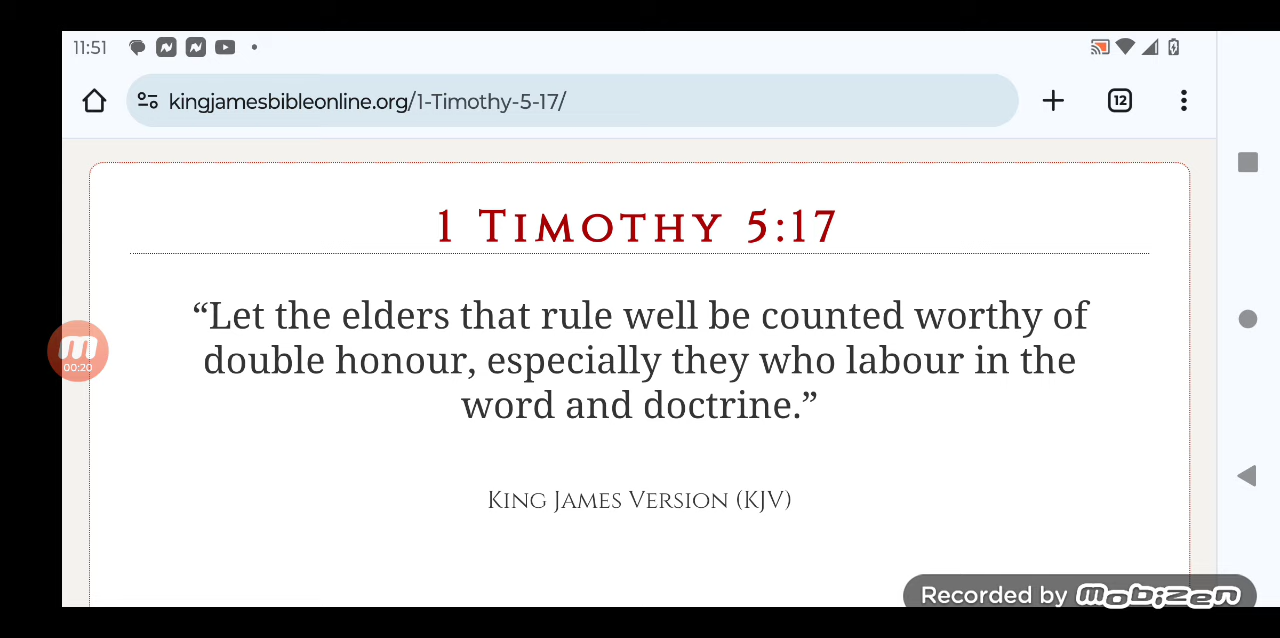 11:51
kingjamesbibleonline.org/1-Timothy-5-17/
12
1 Timothy 5:17
“Let the elders that rule well be counted worthy of
double honour, especially they who labour in the
word and doctrine.”
m
00:20
King James Version (KJV)
Recorded by mobizen